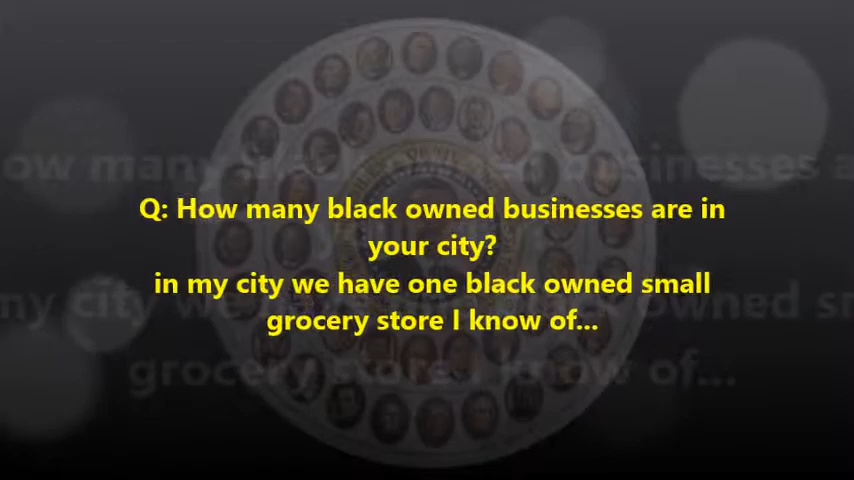 Q: How many black owned businesses are in
your city?
in my city we have one black owned small
grocery store I know of...